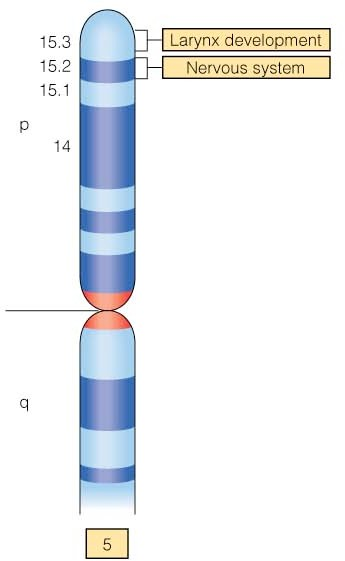 15.3
Larynx development
15.2
Nervous system
15.1
p
14
q
5